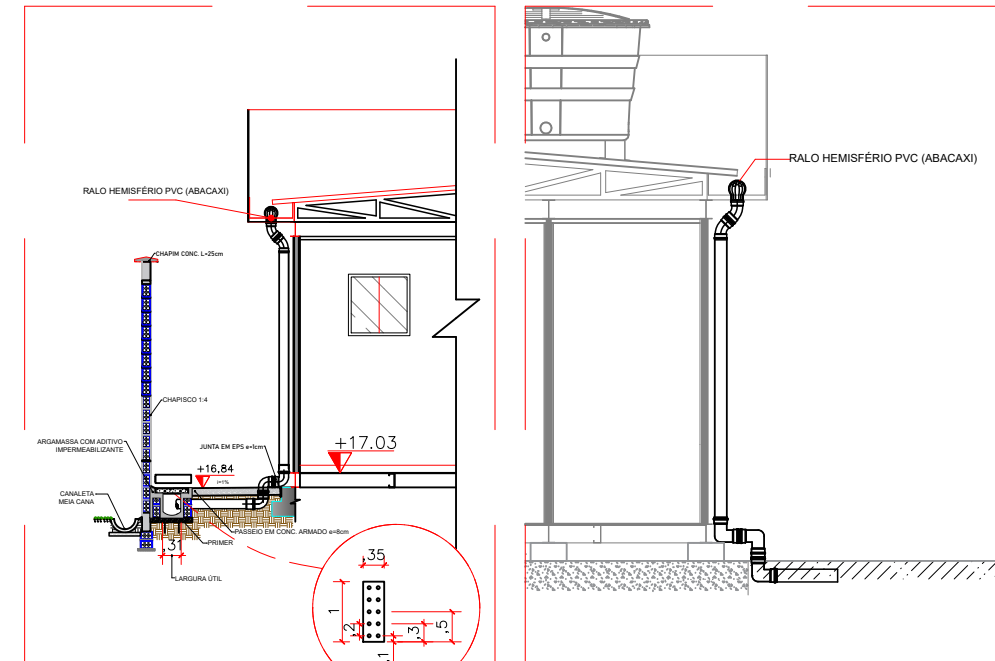 RALO HEMISFÉRIO PVC (ABACAXI)
RALO HEMISFÉRIO PVC (ABACAXI)
CHAPIM CONC. L=25cm
CHAPISCO 1:4
ARGAMASSA COM ADITIVO
IMPERMEABILIZANTE
JUNTA EM EPS e=1cm
+17.03
+16,84
i=1%
CANALETA
MEIA CANA
PASSEIO EM CONC. ARMADO e=8cm
PRIMER
,31
LARGURA ÚTIL
,35
1
,2
,3
,5
,1